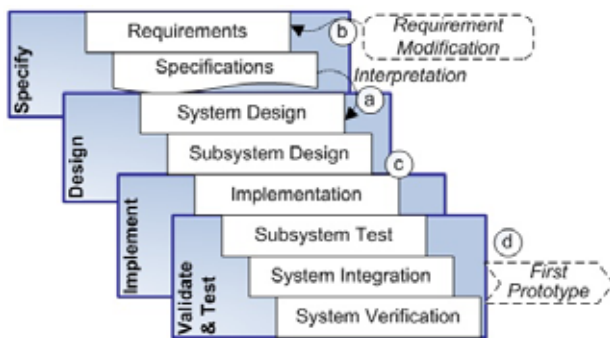 Requirements
b
Requirement
Modification
Specify
Specifications
Interpretation
a
System Design
Design
Subsystem Design
c
Implementation
Implement
Subsystem Test
d
System Integration
First
Prototype
Validate
& Test
System Verification